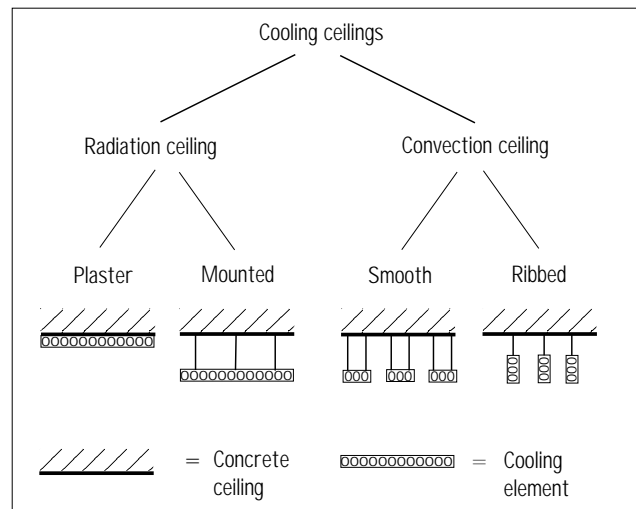 Cooling ceilings
Radiation ceiling Convection ceiling
Plaster Mounted Smooth Ribbed
= Concrete ceiling
= Cooling element